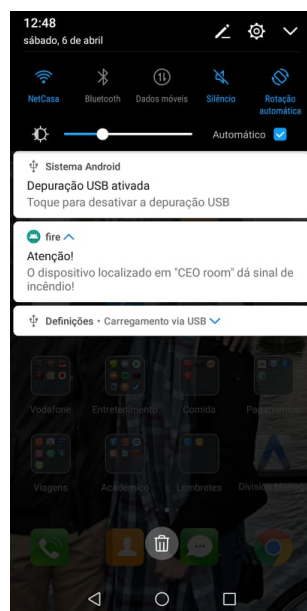 12:48
sábado, 6 de abril
NetCasa
Bluetooth
Dados móveis
Silêncio
Rotação
automática
Automático
Sistema Android
Depuração USB ativada
Toque para desativar a depuração USB
fire
Atenção!
O dispositivo localizado em "CEO room" dá sinal de
incêndio!
Definições • Carregamento via USB
Vodafone
Entretenimento
Comida
Viagens
Académico
Lembretes